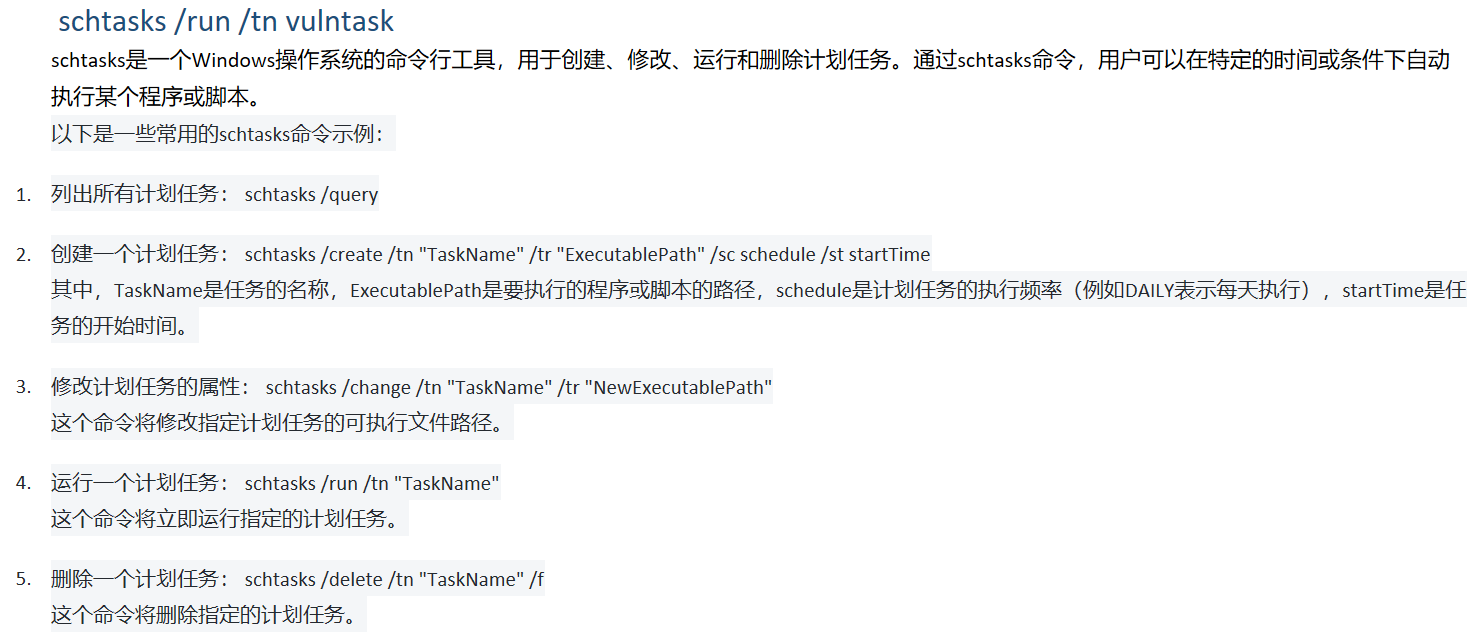 schtasks /run /tn vulntask
schtasks是一个Windows操作系统的命令行工具，用于创建、修改、运行和删除计划任务。通过schtasks命令，用户可以在特定的时间或条件下自动
执行某个程序或脚本。
以下是一些常用的schtasks命令示例：
1. 列出所有计划任务： schtasks /query
2. 创建一个计划任务： schtasks /create /tn "TaskName" /tr "ExecutablePath" /sc schedule /st startTime
其中，TaskName是任务的名称，ExecutablePath是要执行的程序或脚本的路径，schedule是计划任务的执行频率（例如DAILY表示每天执行），startTime是任
务的开始时间。
3. 修改计划任务的属性： schtasks /change /tn "TaskName" /tr "NewExecutablePath"
这个命令将修改指定计划任务的可执行文件路径。
4. 运行一个计划任务： schtasks /run /tn "TaskName"
这个命令将立即运行指定的计划任务。
5. 删除一个计划任务： schtasks /delete /tn "TaskName" /f
这个命令将删除指定的计划任务。